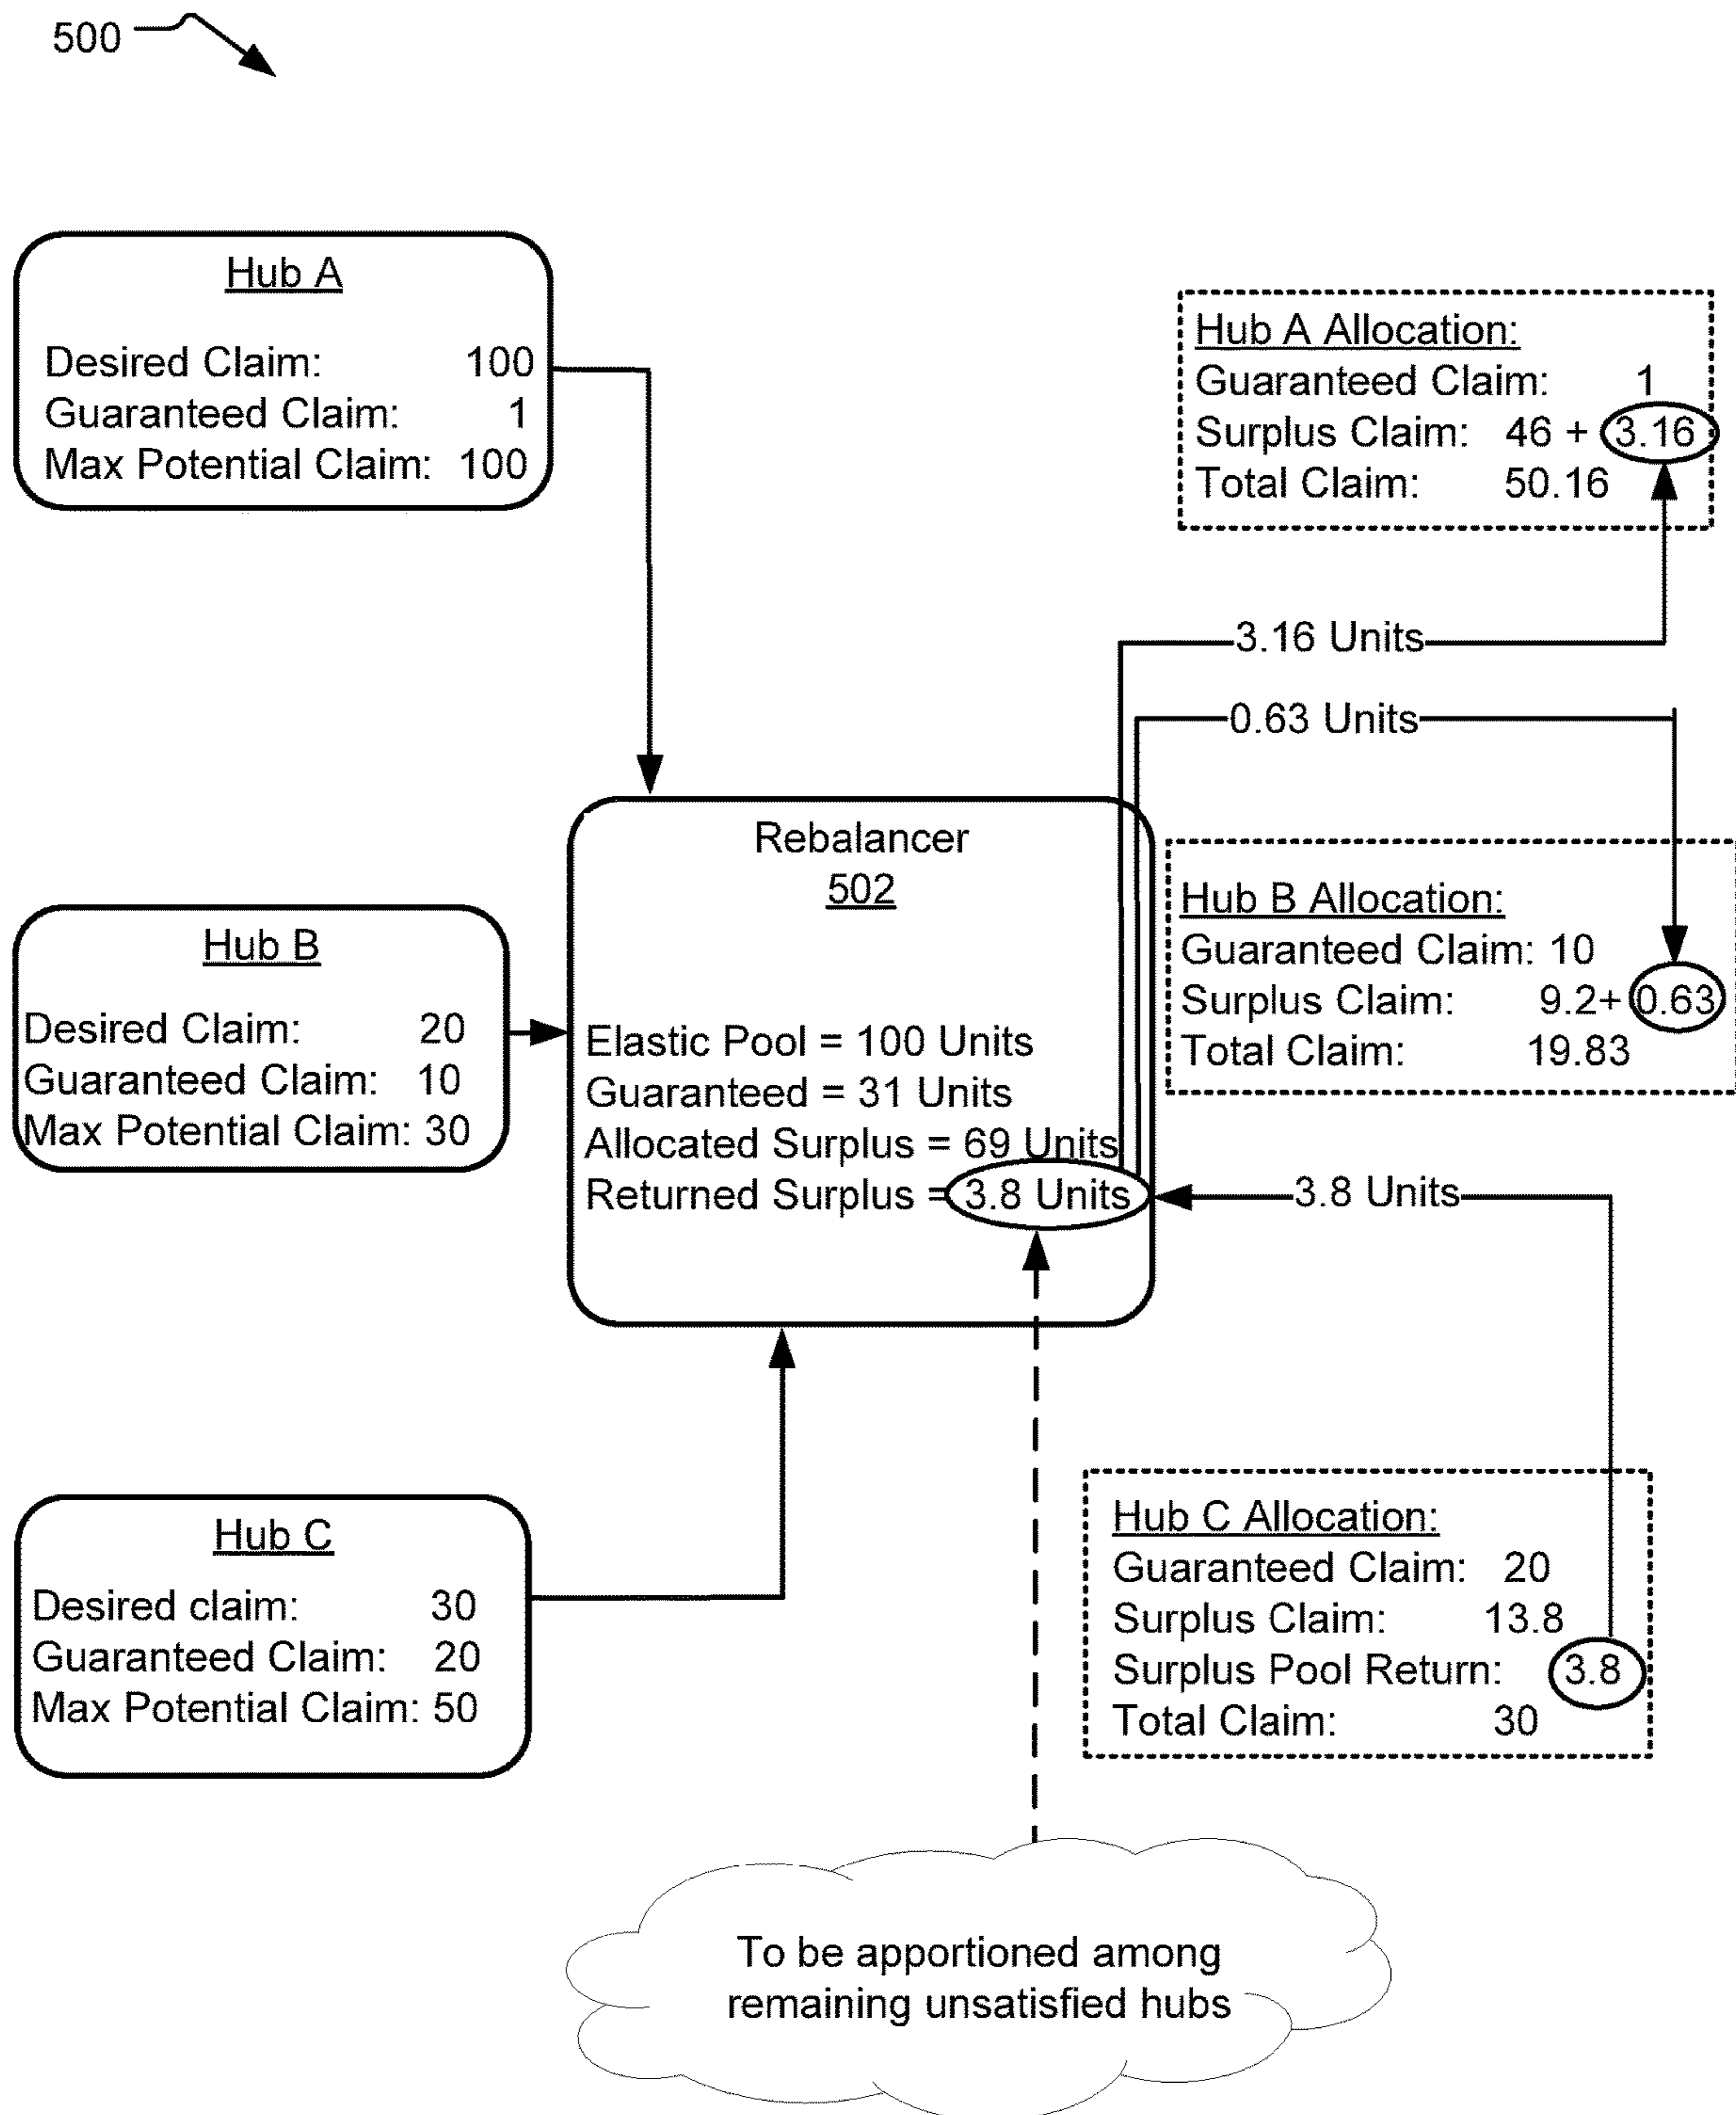 500
Hub A
Desired Claim: 100
Guaranteed Claim: 1
Max Potential Claim: 100
Hub A Allocation:
Guaranteed Claim: 1
Surplus Claim: 46 + 3.16
Total Claim: 50.16
3.16 Units
0.63 Units
Rebalancer
502
Elastic Pool = 100 Units
Guaranteed = 31 Units
Allocated Surplus = 69 Units
Returned Surplus = 3.8 Units
Hub B
Desired Claim: 20
Guaranteed Claim: 10
Max Potential Claim: 30
Hub B Allocation:
Guaranteed Claim: 10
Surplus Claim: 9.2+ 0.63
Total Claim: 19.83
3.8 Units
Hub C
Desired claim: 30
Guaranteed Claim: 20
Max Potential Claim: 50
Hub C Allocation:
Guaranteed Claim: 20
Surplus Claim: 13.8
Surplus Pool Return: 3.8
Total Claim: 30
To be apportioned among
remaining unsatisfied hubs